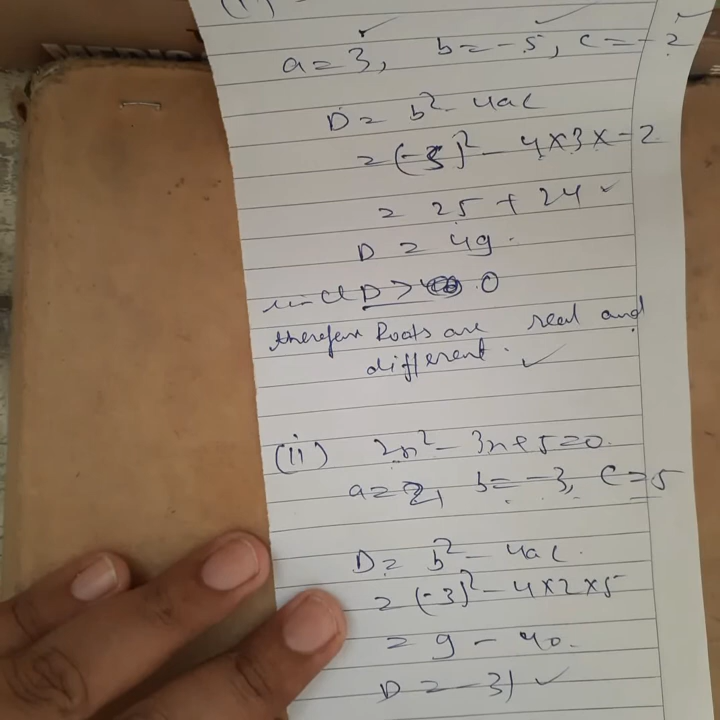 a = 3, b = -5, c = -2
D = b² - 4ac
= (-5)² - 4×3×-2
= 25 + 24
D = 49.
D > 0
therefore Roots are real and
different.
(ii) 2x² - 3x + 5 = 0.
a = 2, b = -3, c = 5
D = b² - 4ac.
= (-3)² - 4×2×5
= 9 - 40.
D = -31